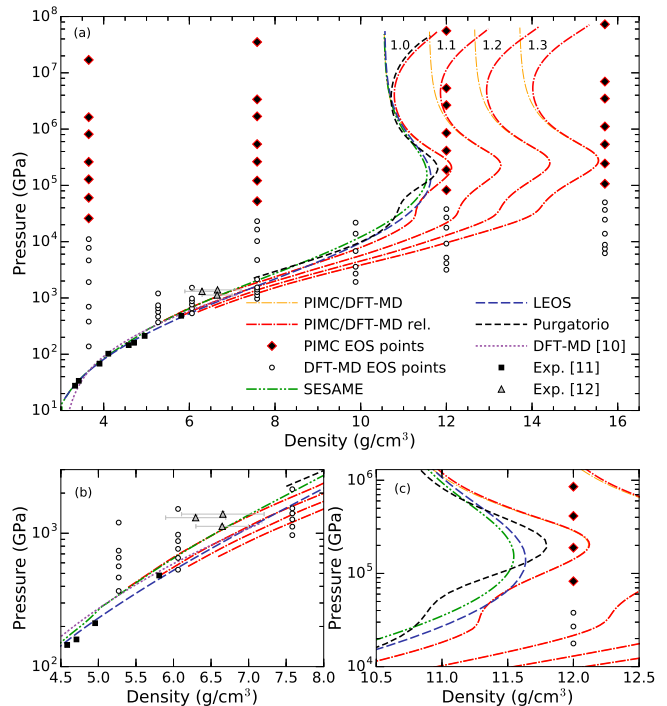 (a)
1.0 1.1 1.2 1.3
10⁸
10⁷
10⁶
10⁵
10⁴
10³
10²
10¹
Pressure (GPa)
4 6 8 10 12 14 16
Density (g/cm³)
PIMC/DFT-MD
PIMC/DFT-MD rel.
PIMC EOS points
DFT-MD EOS points
SESAME
LEOS
Purgatorio
DFT-MD [10]
Exp. [11]
Exp. [12]
(b)
10³
10²
Pressure (GPa)
4.5 5.0 5.5 6.0 6.5 7.0 7.5 8.0
Density (g/cm³)
(c)
10⁶
10⁵
10⁴
Pressure (GPa)
10.5 11.0 11.5 12.0 12.5
Density (g/cm³)